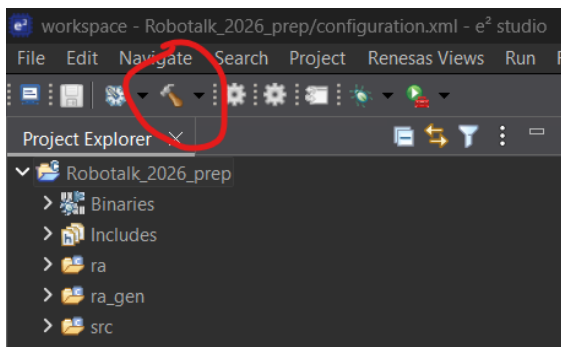 e² workspace - Robotalk_2026_prep/configuration.xml - e² studio
File Edit Navigate Search Project Renesas Views Run
Project Explorer
Robotalk_2026_prep
Binaries
Includes
ra
ra_gen
src